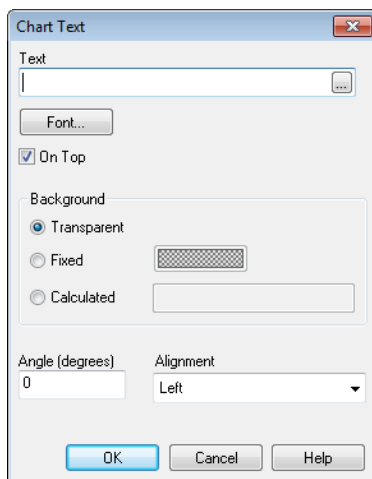 Chart Text
Text
...
Font...
On Top
Background
Transparent
Fixed
Calculated
Angle (degrees) Alignment
0 Left
OK Cancel Help